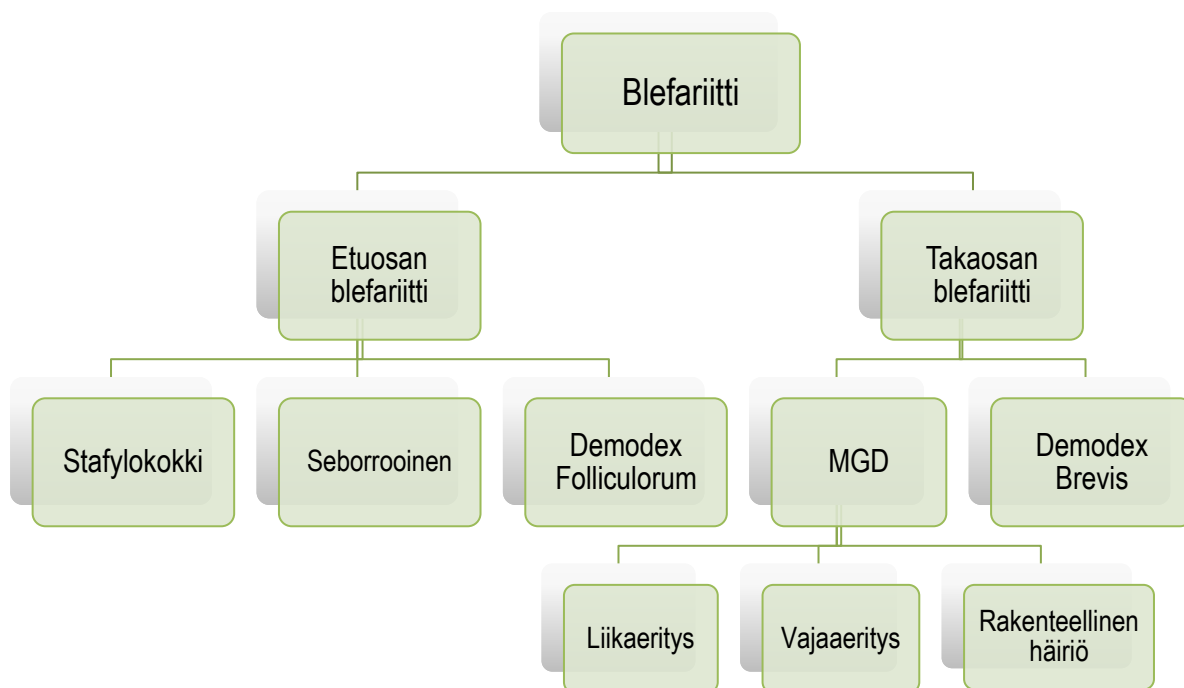 Blefariitti
Etuosan
blefariitti
Takaosan
blefariitti
Stafylokokki
Seborrooinen
Demodex
Folliculorum
MGD
Demodex
Brevis
Liikaeritys
Vajaaeritys
Rakenteellinen
häiriö